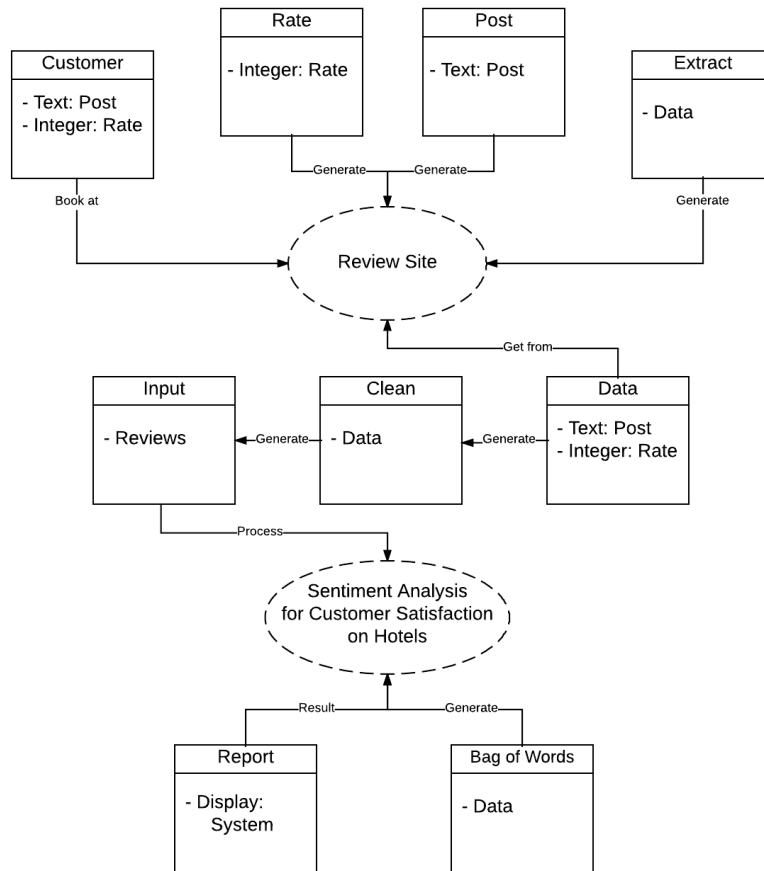 Rate
- Integer: Rate
Post
- Text: Post
Customer
- Text: Post
- Integer: Rate
Extract
- Data
Generate
Generate
Book at
Generate
Review Site
Get from
Input
- Reviews
Generate
Clean
- Data
Generate
Data
- Text: Post
- Integer: Rate
Process
Sentiment Analysis
for Customer Satisfaction
on Hotels
Result
Generate
Report
- Display:
System
Bag of Words
- Data